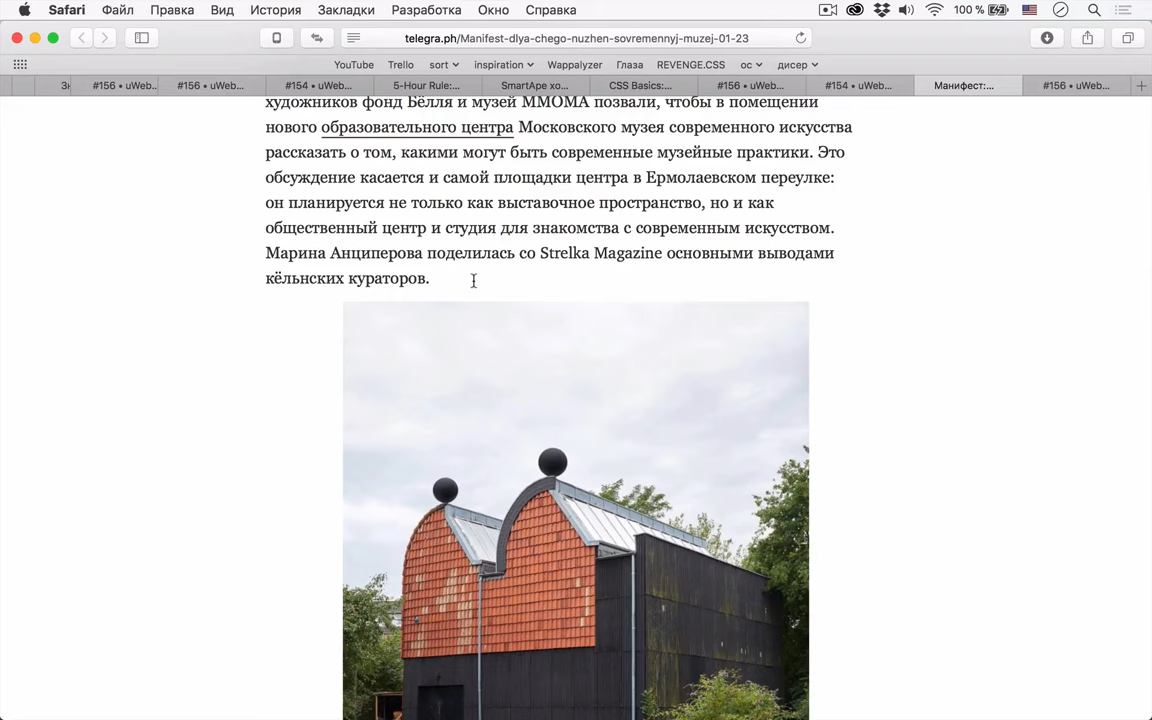 Safari Файл Правка Вид История Закладки Разработка Окно Справка 100 %
telegra.ph/Manifest-dlya-chego-nuzhen-sovremennyj-muzej-01-23
YouTube Trello sort inspiration Wappalyzer Глаза REVENGE.CSS ос дисер
#156 • uWeb.. #156 • uWeb... #154 • uWeb... 5-Hour Rule:... SmartApe xo... CSS Basics:... #156 • uWeb... #154 • uWeb... Манифест:... #156 • uWeb...
художников фонд Бёлля и музей ММОМА позвали, чтобы в помещении
нового образовательного центра Московского музея современного искусства
рассказать о том, какими могут быть современные музейные практики. Это
обсуждение касается и самой площадки центра в Ермолаевском переулке:
он планируется не только как выставочное пространство, но и как
общественный центр и студия для знакомства с современным искусством.
Марина Анциперова поделилась со Strelka Magazine основными выводами
кёльнских кураторов.